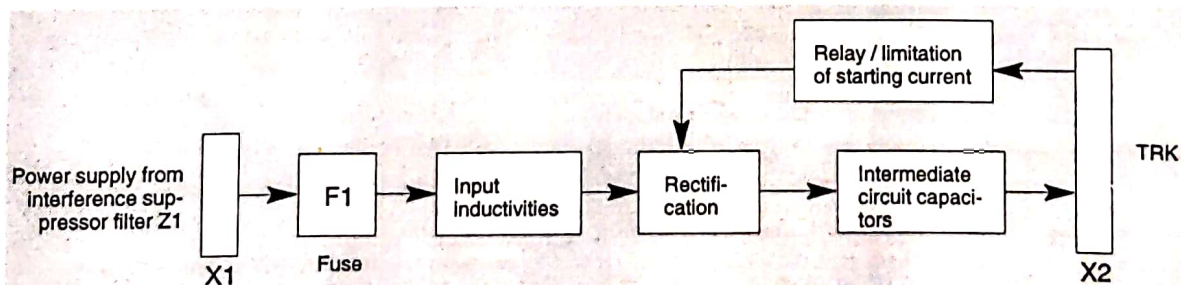 Relay / limitation
of starting current
Power supply from
interference sup-
pressor filter Z1
F1
Input
inductivities
Rectifi-
cation
Intermediate
circuit capaci-
tors
TRK
Fuse
X1
X2